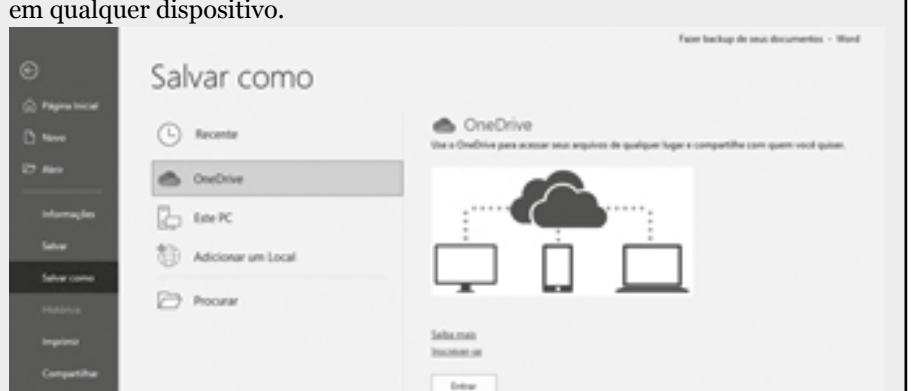 em qualquer dispositivo.
Fazer backup de seus documentos - Word
Salvar como
Página Inicial
Novo
Abrir
Informações
Salvar
Salvar como
Histórico
Imprimir
Compartilhar
Recente
OneDrive
Este PC
Adicionar um Local
Procurar
OneDrive
Use o OneDrive para acessar seus arquivos de qualquer lugar e compartilhe com quem você quiser.
Saiba mais
Inscrever-se
Entrar